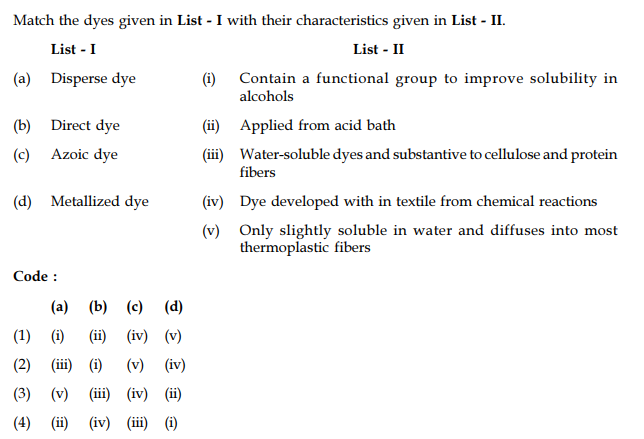 Match the dyes given in List - I with their characteristics given in List - II.
List - I List - II
(a) Disperse dye (i) Contain a functional group to improve solubility in
alcohols
(b) Direct dye (ii) Applied from acid bath
(c) Azoic dye (iii) Water-soluble dyes and substantive to cellulose and protein
fibers
(d) Metallized dye (iv) Dye developed with in textile from chemical reactions
(v) Only slightly soluble in water and diffuses into most
thermoplastic fibers
Code :
(a) (b) (c) (d)
(1) (i) (ii) (iv) (v)
(2) (iii) (i) (v) (iv)
(3) (v) (iii) (iv) (ii)
(4) (ii) (iv) (iii) (i)